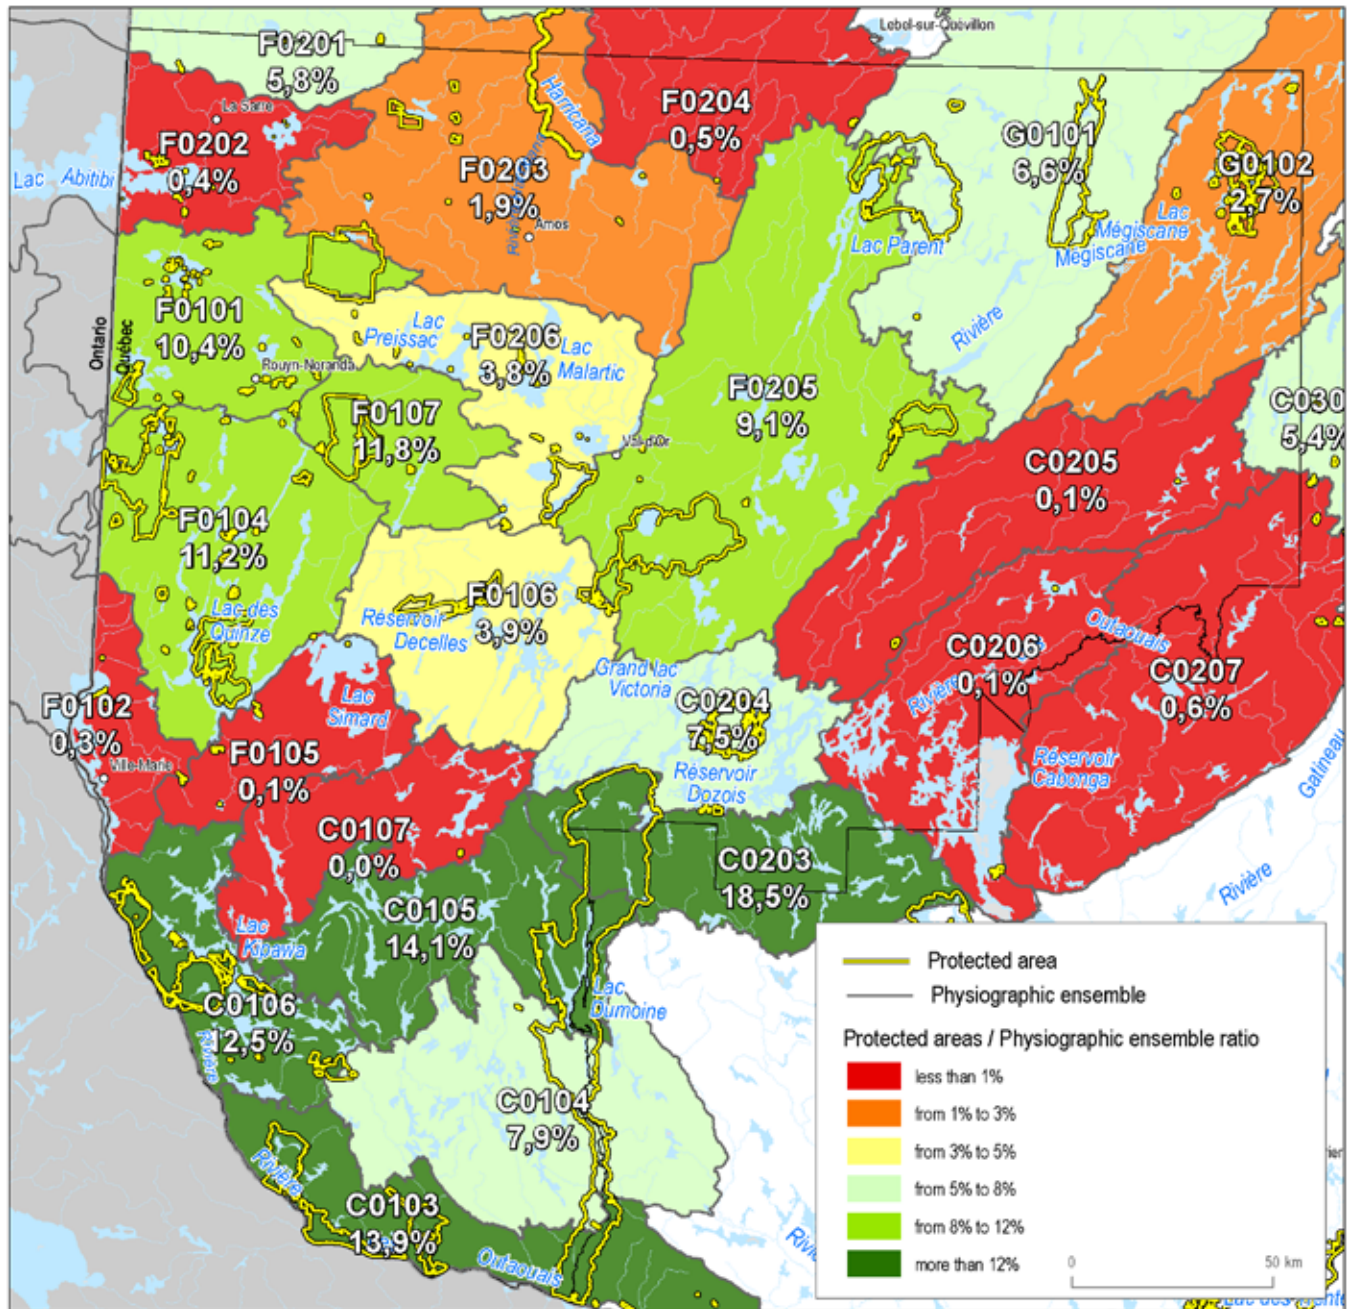 Lebel-sur-Quévillon
F0201
5,8%
La Sarre
Harricana
F0204
0,5%
F0202
0,4%
Lac Abitibi
F0203
1,9%
Amos
G0101
6,6%
G0102
2,7%
Lac
Mégiscane
Mégiscane
Lac Parent
Rivière
F0101
10,4%
Ontario
Québec
Rouyn-Noranda
Lac
Preissac
F0206
3,8%
Lac
Malartic
F0205
9,1%
F0107
11,8%
Val-d'Or
C030
5,4%
C0205
0,1%
F0104
11,2%
Lac des
Quinze
F0106
3,9%
Réservoir
Decelles
Outaouais
C0206
0,1%
Rivière
C0207
0,6%
Grand lac
Victoria
C0204
7,5%
Réservoir
Dozois
Réservoir
Cabonga
Gatineau
F0102
0,3%
Ville-Marie
Lac
Simard
F0105
0,1%
C0107
0,0%
C0203
18,5%
Rivière
C0105
14,1%
Lac
Kipawa
C0106
12,5%
Rivière
Lac
Dumoine
C0104
7,9%
Rivière
C0103
13,9%
Outaouais
Protected area
Physiographic ensemble
Protected areas / Physiographic ensemble ratio
less than 1%
from 1% to 3%
from 3% to 5%
from 5% to 8%
from 8% to 12%
more than 12%
0 50 km